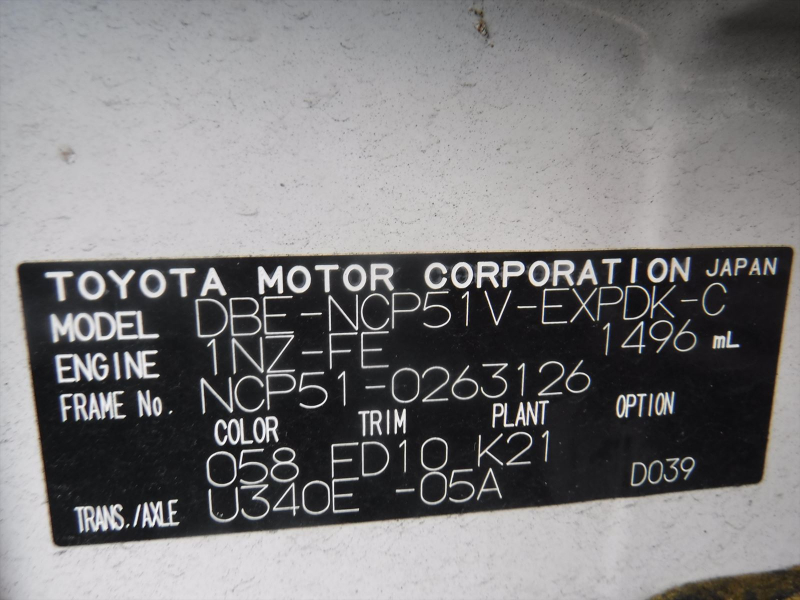 TOYOTA MOTOR CORPORATION JAPAN
MODEL DBE-NCP51V-EXPDK-C
ENGINE 1NZ-FE 1496 mL
FRAME No. NCP51-0263126
COLOR TRIM PLANT OPTION
058 FD10 K21
TRANS./AXLE U340E -05A D039